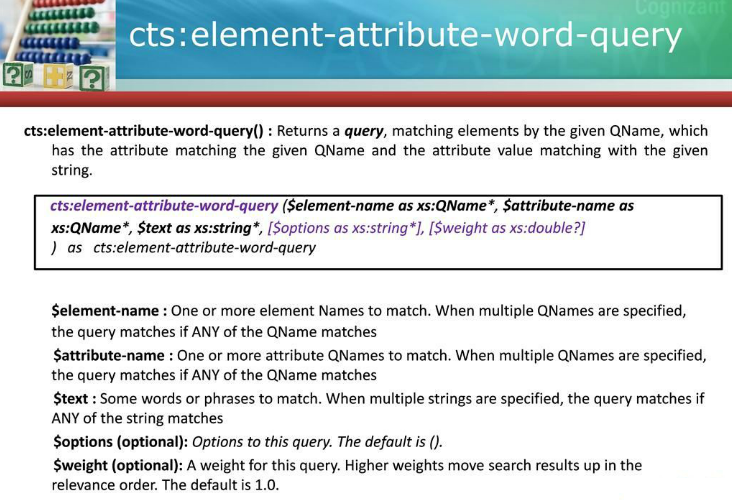 Cognizant
cts:element-attribute-word-query
cts:element-attribute-word-query() : Returns a query, matching elements by the given QName, which
has the attribute matching the given QName and the attribute value matching with the given
string.
cts:element-attribute-word-query ($element-name as xs:QName*, $attribute-name as
xs:QName*, $text as xs:string*, [$options as xs:string*], [$weight as xs:double?]
) as cts:element-attribute-word-query
$element-name : One or more element Names to match. When multiple QNames are specified,
the query matches if ANY of the QName matches
$attribute-name : One or more attribute QNames to match. When multiple QNames are specified,
the query matches if ANY of the QName matches
$text : Some words or phrases to match. When multiple strings are specified, the query matches if
ANY of the string matches
$options (optional): Options to this query. The default is ().
$weight (optional): A weight for this query. Higher weights move search results up in the
relevance order. The default is 1.0.